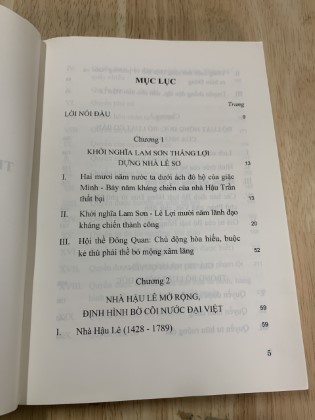 MỤC LỤC
Trang
LỜI NÓI ĐẦU 9
Chương 1
KHỞI NGHĨA LAM SƠN THẮNG LỢI
DỰNG NHÀ LÊ SƠ 13
I. Hai mươi năm nước ta dưới ách đô hộ của giặc
Minh - Bảy năm kháng chiến của nhà Hậu Trần
thất bại 13
II. Khởi nghĩa Lam Sơn - Lê Lợi mười năm lãnh đạo
kháng chiến thành công 20
III. Hội thề Đông Quan: Chủ động hòa hiếu, buộc
kẻ thù phải thề bỏ mộng xâm lăng 52
Chương 2
NHÀ HẬU LÊ MỞ RỘNG,
ĐỊNH HÌNH BỜ CÕI NƯỚC ĐẠI VIỆT 59
I. Nhà Hậu Lê (1428 - 1789) 59
5